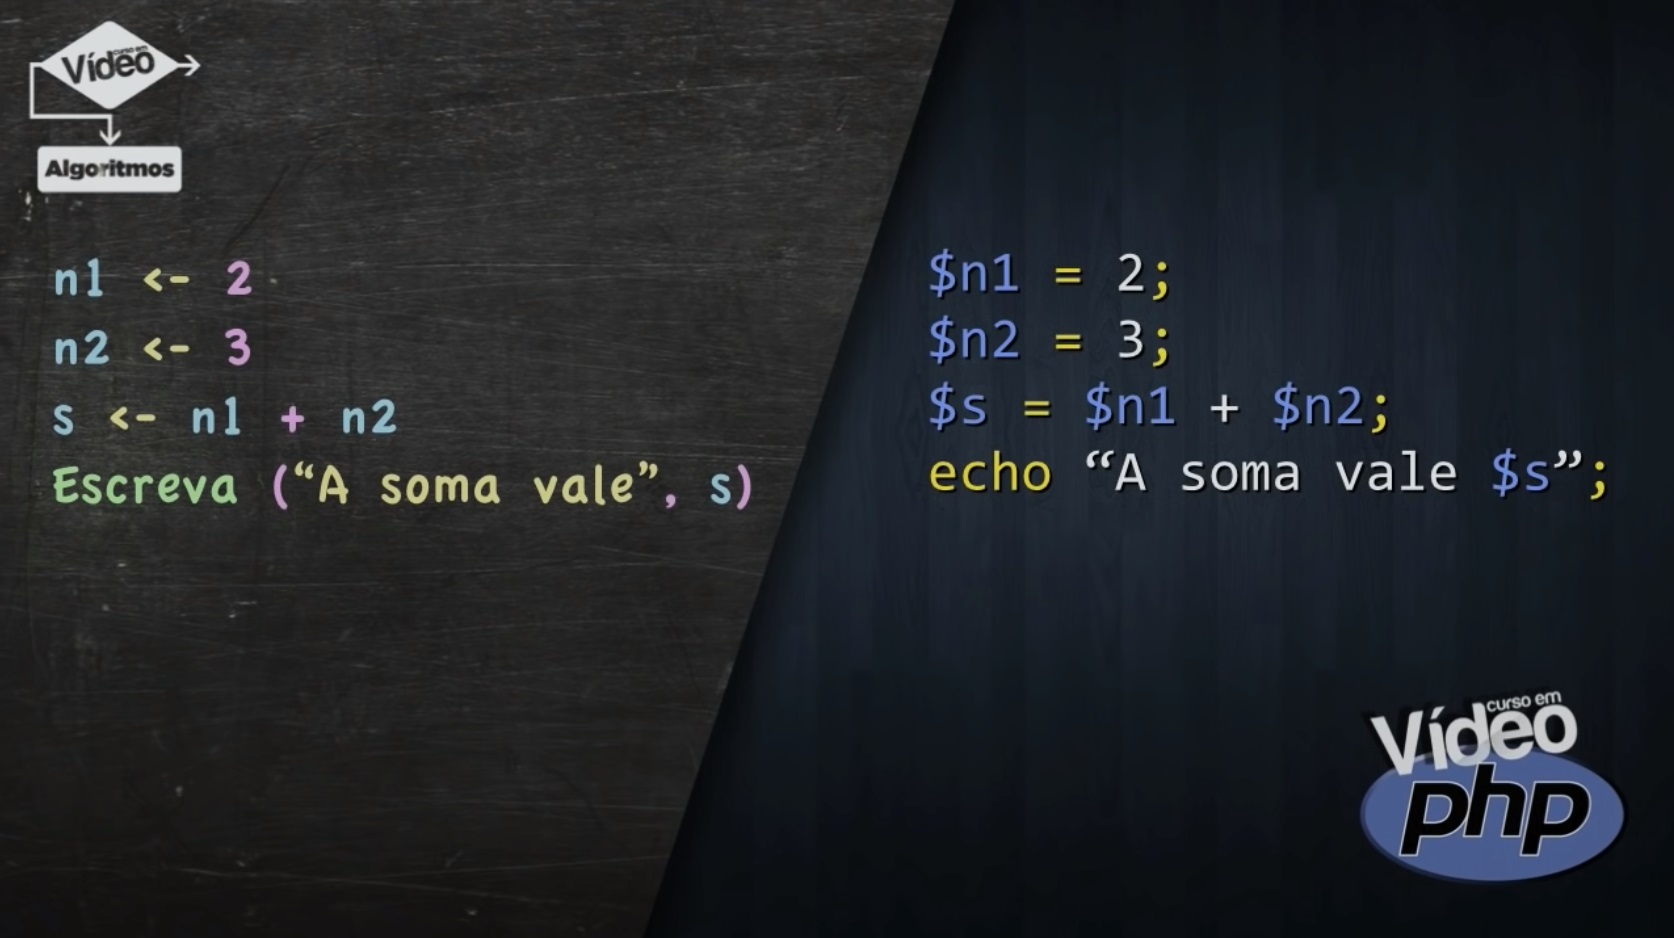 curso em
Vídeo
Algoritmos
n1 <- 2
n2 <- 3
s <- n1 + n2
Escreva (“A soma vale”, s)
$n1 = 2;
$n2 = 3;
$s = $n1 + $n2;
echo “A soma vale $s”;
curso em
Vídeo
php